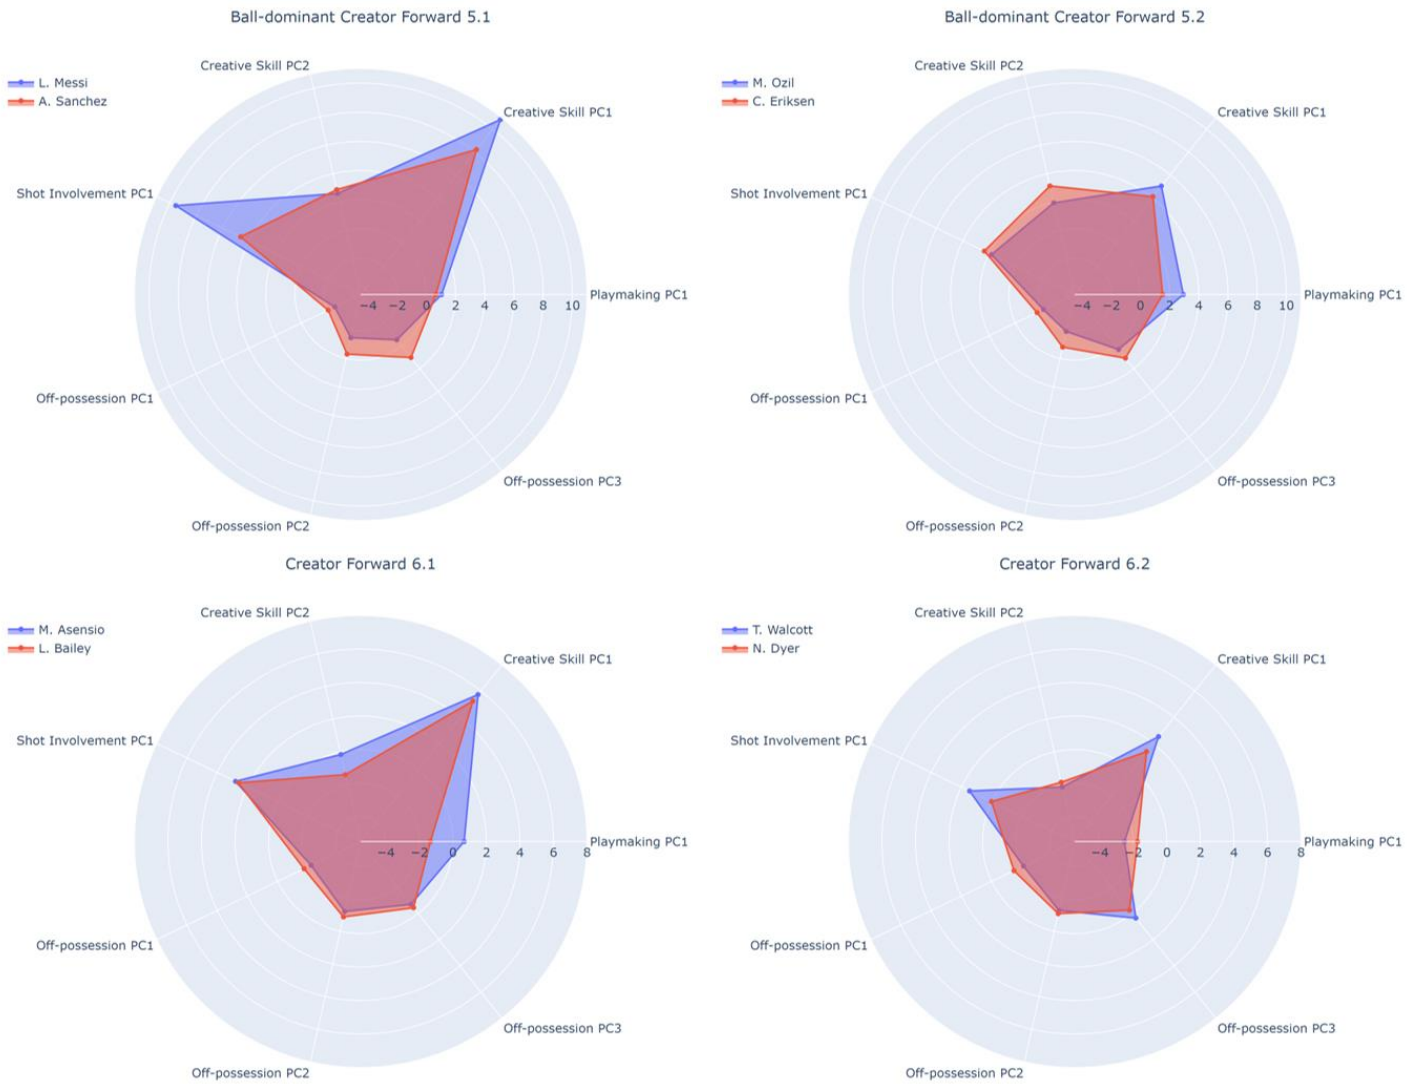 Ball-dominant Creator Forward 5.1
L. Messi
A. Sanchez
Creative Skill PC2
Creative Skill PC1
Shot Involvement PC1
Playmaking PC1
−4 −2 0 2 4 6 8 10
Off-possession PC1
Off-possession PC3
Off-possession PC2
Ball-dominant Creator Forward 5.2
M. Ozil
C. Eriksen
Creative Skill PC2
Creative Skill PC1
Shot Involvement PC1
Playmaking PC1
−4 −2 0 2 4 6 8 10
Off-possession PC1
Off-possession PC3
Off-possession PC2
Creator Forward 6.1
M. Asensio
L. Bailey
Creative Skill PC2
Creative Skill PC1
Shot Involvement PC1
Playmaking PC1
−4 −2 0 2 4 6 8
Off-possession PC1
Off-possession PC3
Off-possession PC2
Creator Forward 6.2
T. Walcott
N. Dyer
Creative Skill PC2
Creative Skill PC1
Shot Involvement PC1
Playmaking PC1
−4 −2 0 2 4 6 8
Off-possession PC1
Off-possession PC3
Off-possession PC2